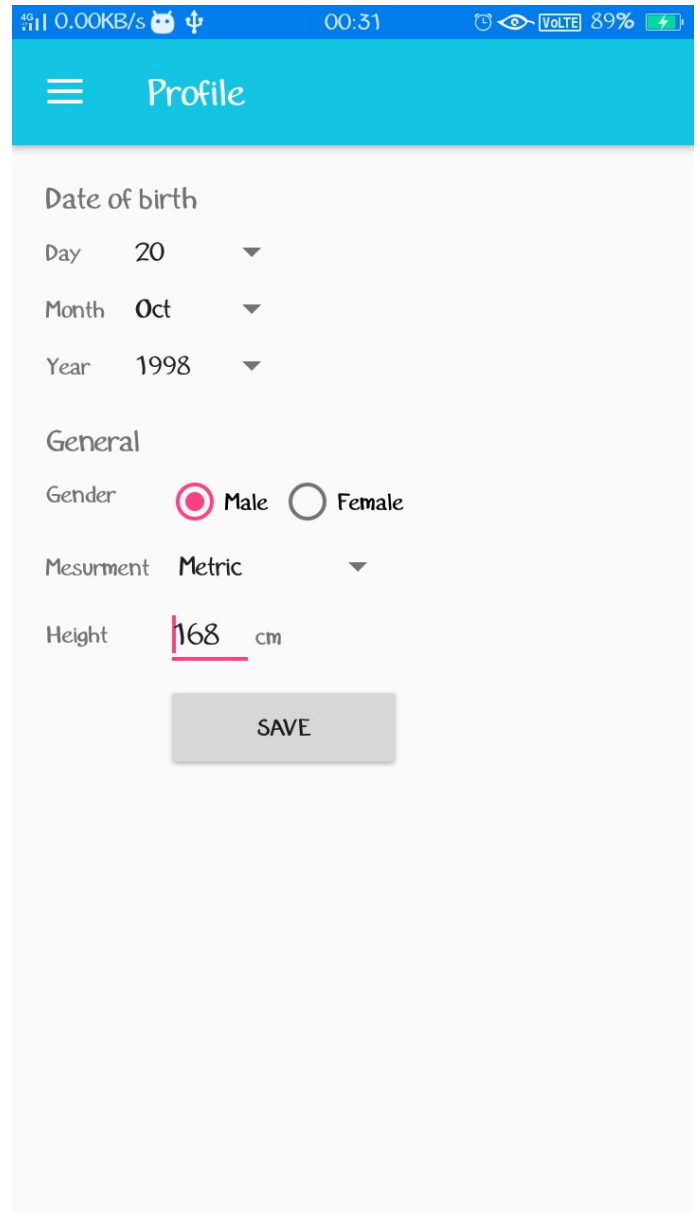 4G 0.00KB/s 00:31 VoLTE 89%
Profile
Date of birth
Day 20
Month Oct
Year 1998
General
Gender Male Female
Mesurment Metric
Height 168 cm
SAVE